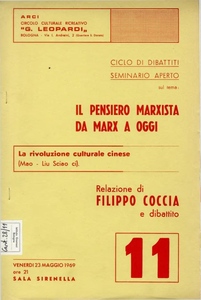 ARCI
CIRCOLO CULTURALE RICREATIVO
"G. LEOPARDI"
BOLOGNA
CICLO DI DIBATTITI
SEMINARIO APERTO
sul tema:
IL PENSIERO MARXISTA
DA MARX A OGGI
La rivoluzione culturale cinese
(Mao - Liu Sciao ci).
Relazione di
FILIPPO COCCIA
e dibattito
11
VENERDI 23 MAGGIO 1969
ore 21
SALA SIRENELLA